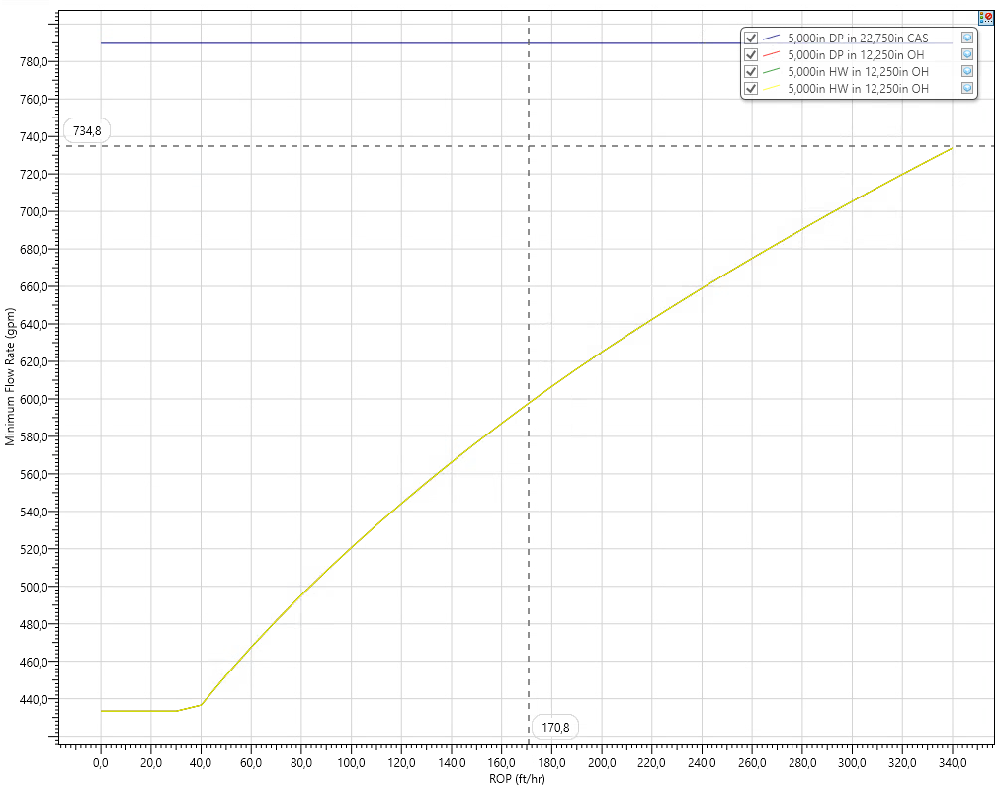 5,000in DP in 22,750in CAS
5,000in DP in 12,250in OH
5,000in HW in 12,250in OH
5,000in HW in 12,250in OH
780,0
760,0
740,0
720,0
700,0
680,0
660,0
640,0
620,0
600,0
580,0
560,0
540,0
520,0
500,0
480,0
460,0
440,0
734,8
Minimum Flow Rate (gpm)
170,8
0,0 20,0 40,0 60,0 80,0 100,0 120,0 140,0 160,0 180,0 200,0 220,0 240,0 260,0 280,0 300,0 320,0 340,0
ROP (ft/hr)